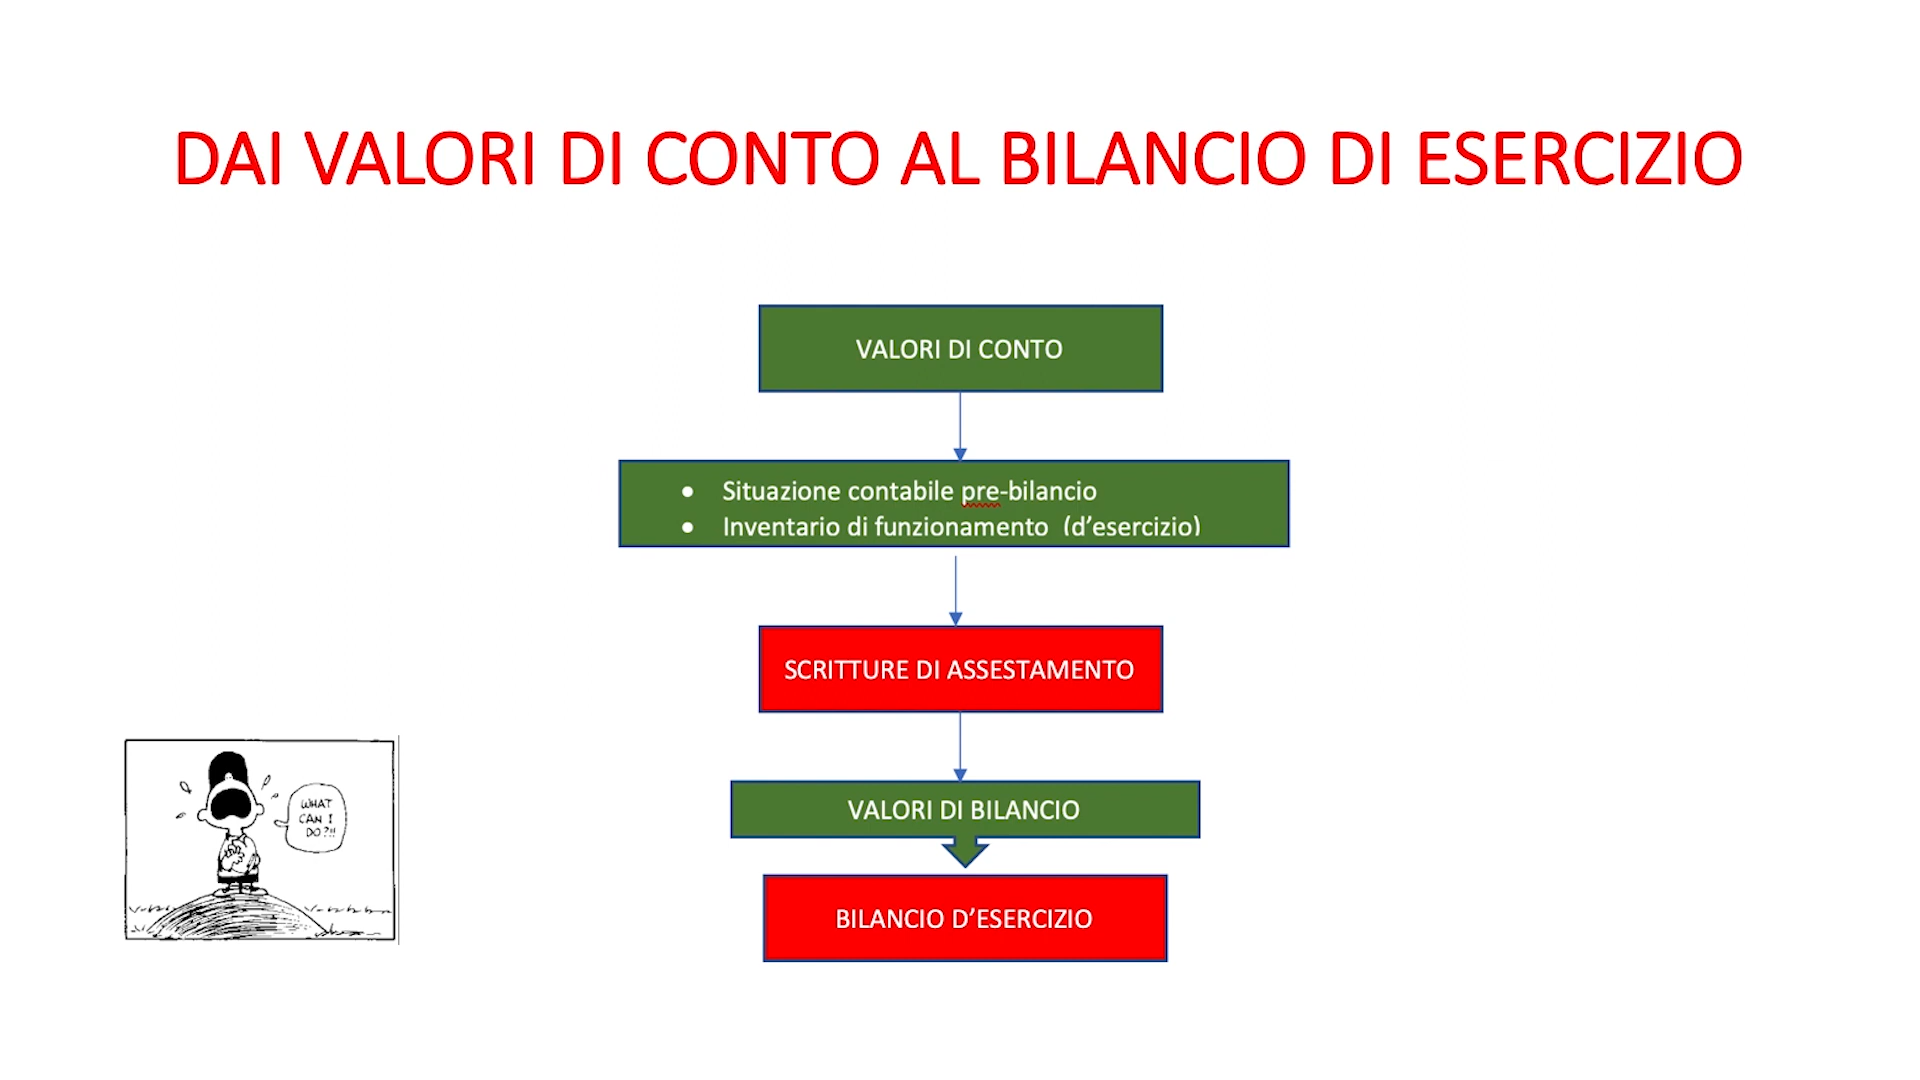 DAI VALORI DI CONTO AL BILANCIO DI ESERCIZIO
VALORI DI CONTO
• Situazione contabile pre-bilancio
• Inventario di funzionamento (d’esercizio)
SCRITTURE DI ASSESTAMENTO
VALORI DI BILANCIO
BILANCIO D’ESERCIZIO
WHAT
CAN I
DO?!!